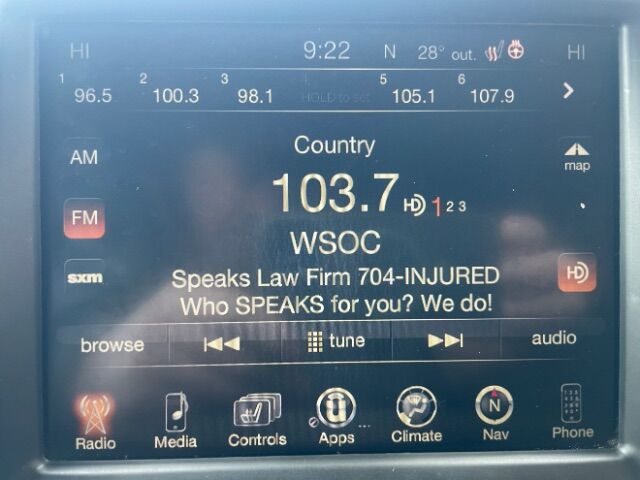 HI 9:22 N 28° out. HI
1 96.5 2 100.3 3 98.1 4 HOLD to set 5 105.1 6 107.9
Country
AM
map
103.7 HD 1 2 3
FM
WSOC
sxm
Speaks Law Firm 704-INJURED
HD
Who SPEAKS for you? We do!
browse tune audio
Radio Media Controls Apps Climate Nav Phone